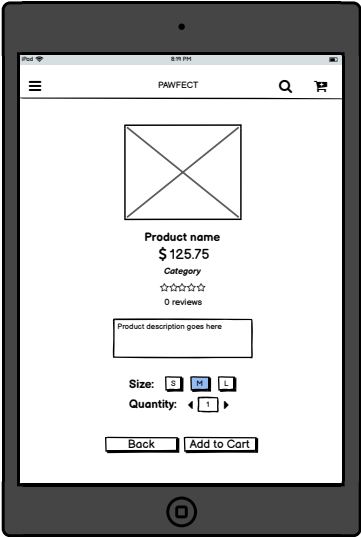 iPad 8:19 PM
PAWFECT
Product name
$ 125.75
Category
0 reviews
Product description goes here
Size: S M L
Quantity: 1
Back Add to Cart